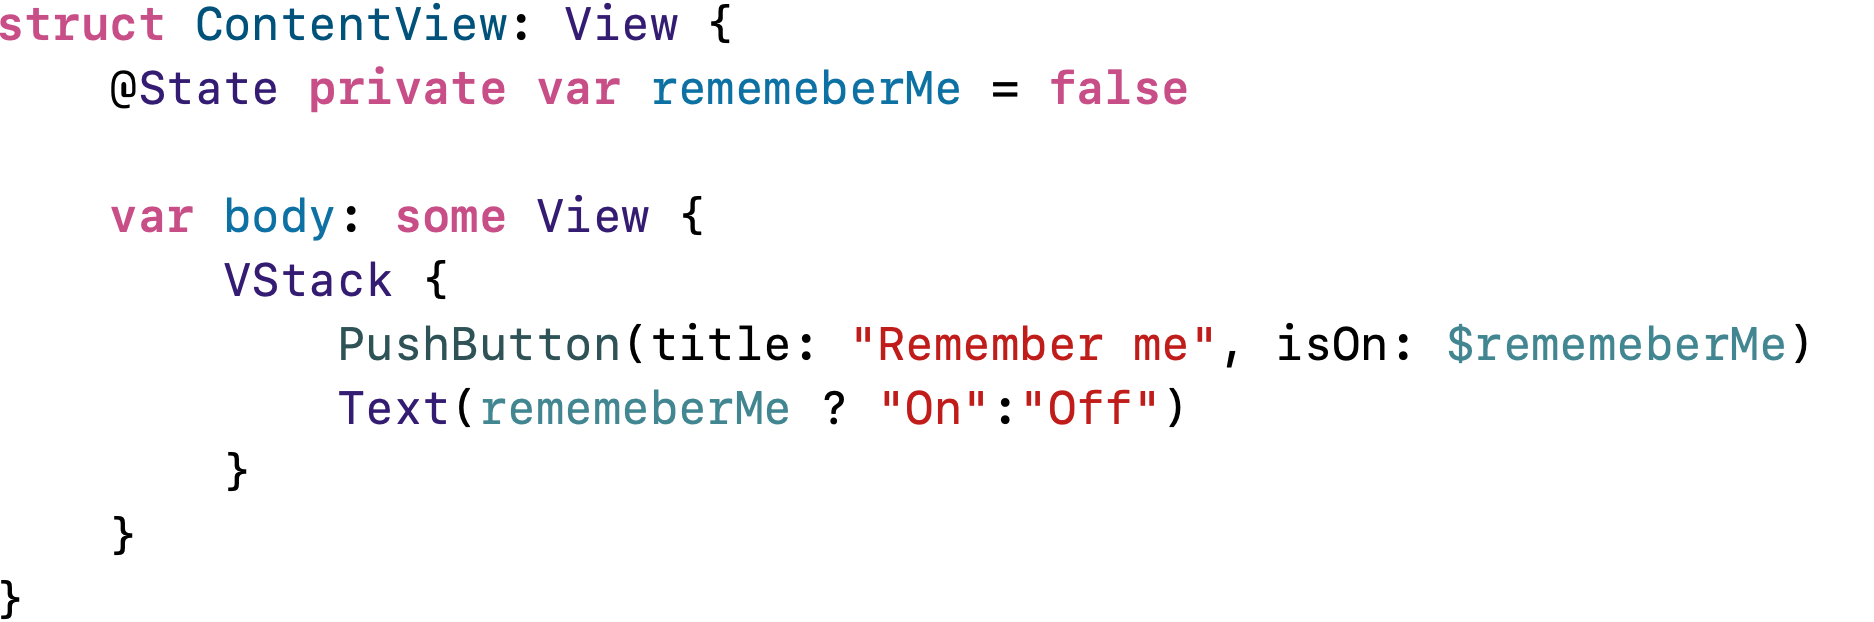 struct ContentView: View {
    @State private var rememeberMe = false

    var body: some View {
        VStack {
            PushButton(title: "Remember me", isOn: $rememeberMe)
            Text(rememeberMe ? "On":"Off")
        }
    }
}